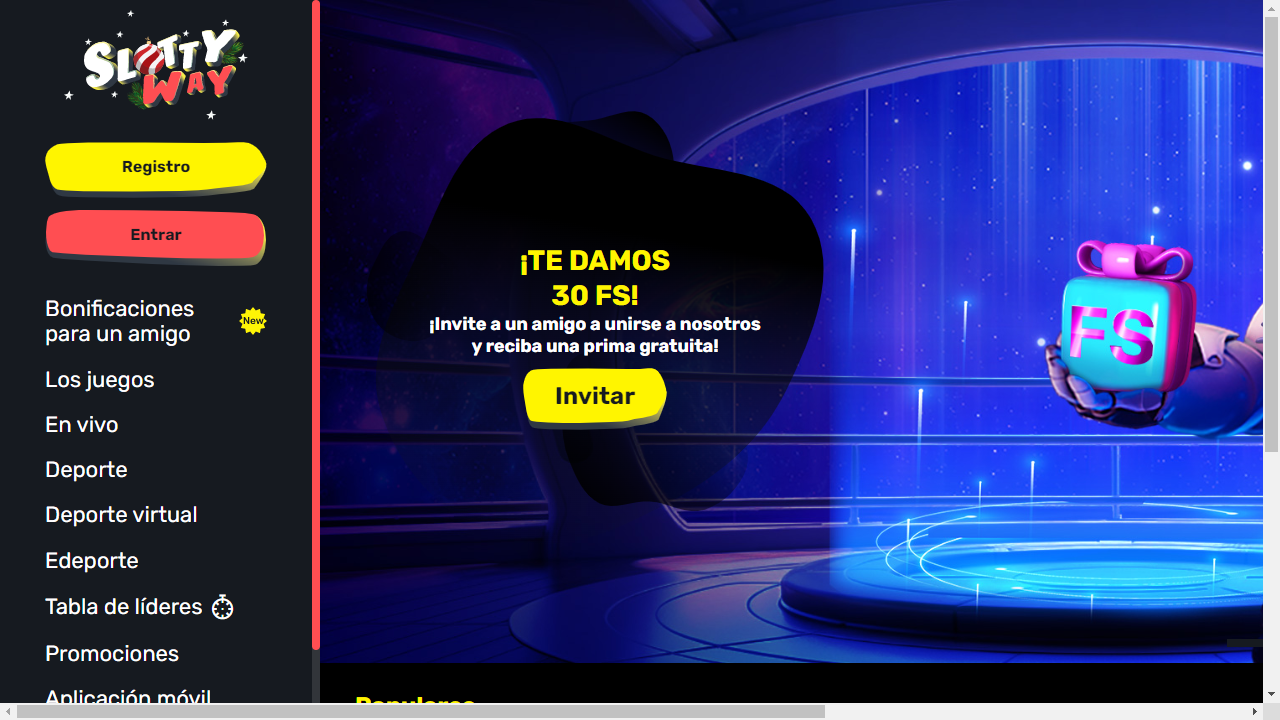 SLOTTY
WAY
Registro
Entrar
Bonificaciones
para un amigo
New
Los juegos
En vivo
Deporte
Deporte virtual
Edeporte
Tabla de líderes
Promociones
Aplicación móvil
¡TE DAMOS
30 FS!
¡Invite a un amigo a unirse a nosotros
y reciba una prima gratuita!
Invitar
FS
Populares